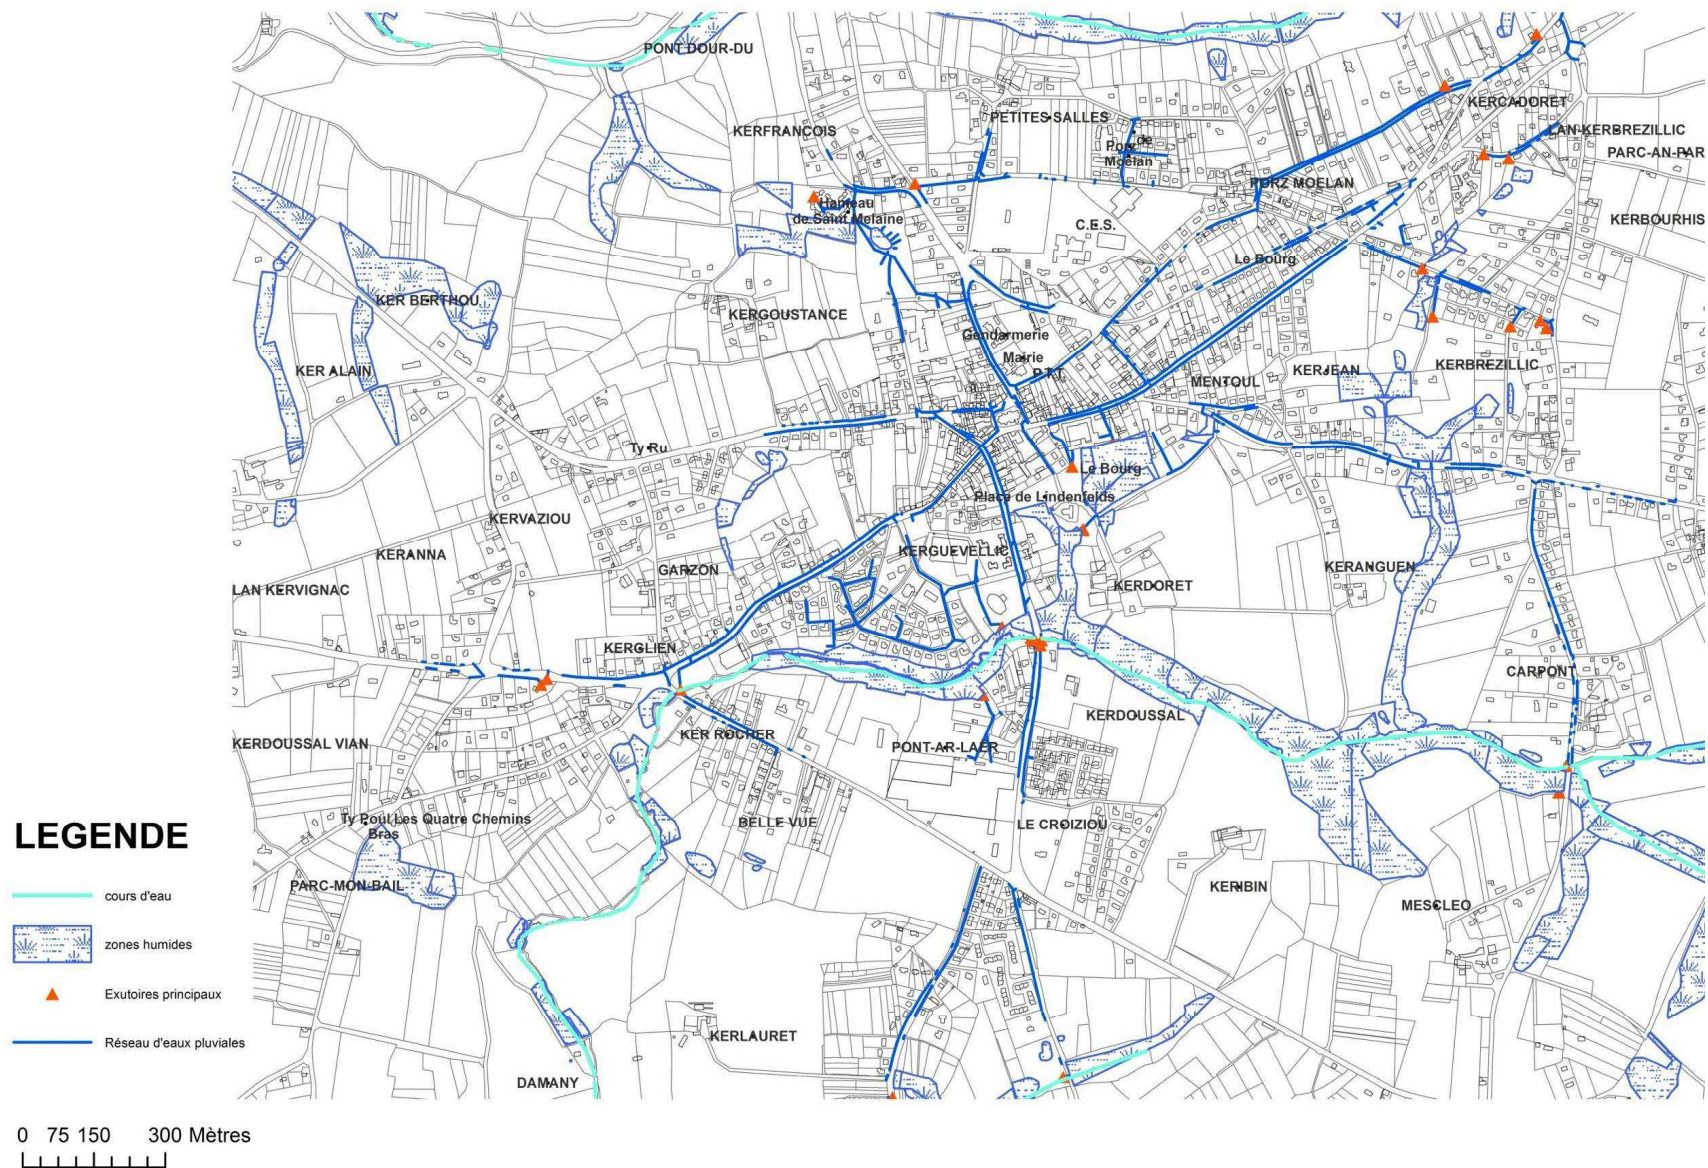 PONT DOUR-DU
KERCADORET
KERFRANCOIS
PETITES SALLES
LAN-KERBREZILLIC
de
Porz
Moelan
PARC-AN-PAR
PORZ MOELAN
Hameau
de Saint Melaine
C.E.S.
KERBOURHIS
Le Bourg
KER BERTHOU
KERGOUSTANCE
Gendarmerie
Mairie
P.T.T.
KER ALAIN
MENTOUL
KERJEAN
KERBREZILLIC
Ty Ru
Le Bourg
Place de Lindenfelds
KERVAZIOU
KERANNA
KERGUEVELLIC
GARZON
KERANGUEN
LAN KERVIGNAC
KERDORET
KERGLIEN
CARPONT
KERDOUSSAL
KER ROCHER
KERDOUSSAL VIAN
PONT-AR-LAER
Ty Poul Les Quatre Chemins
Bras
BELLE VUE
LE CROIZIOU
LEGENDE
PARC-MON-BAIL
KERIBIN
cours d'eau
MESCLEO
zones humides
Exutoires principaux
KERLAURET
Réseau d'eaux pluviales
DAMANY
0 75 150 300 Mètres